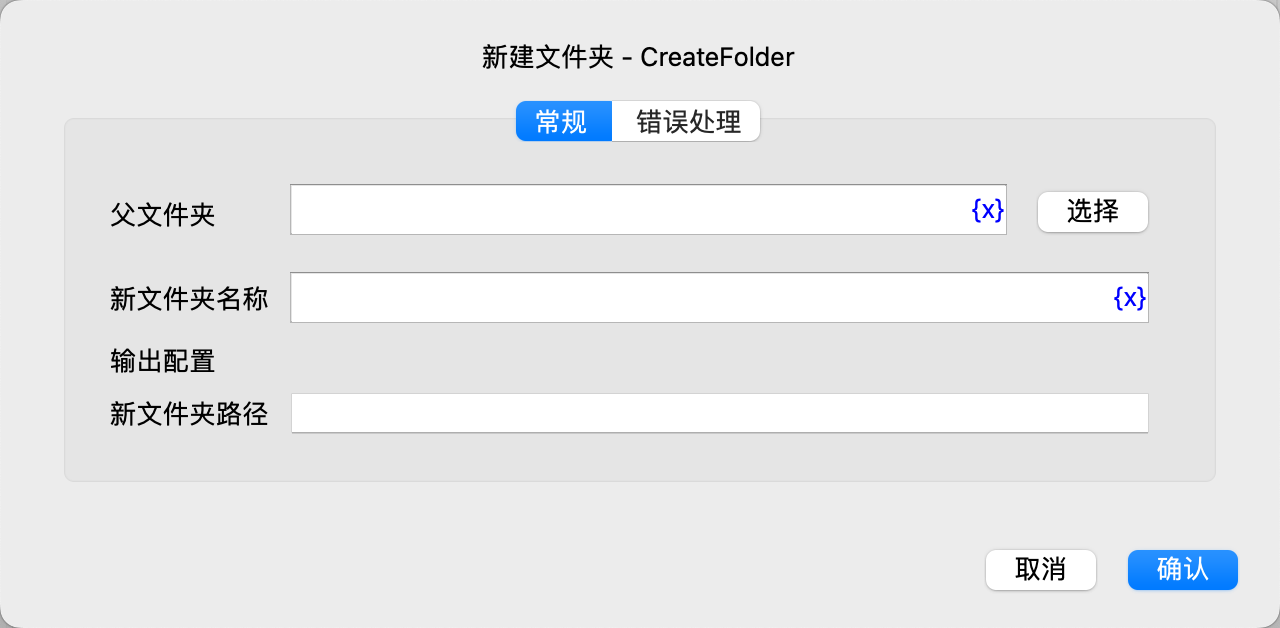 新建文件夹 - CreateFolder
常规 错误处理
父文件夹 {x} 选择
新文件夹名称 {x}
输出配置
新文件夹路径
取消 确认